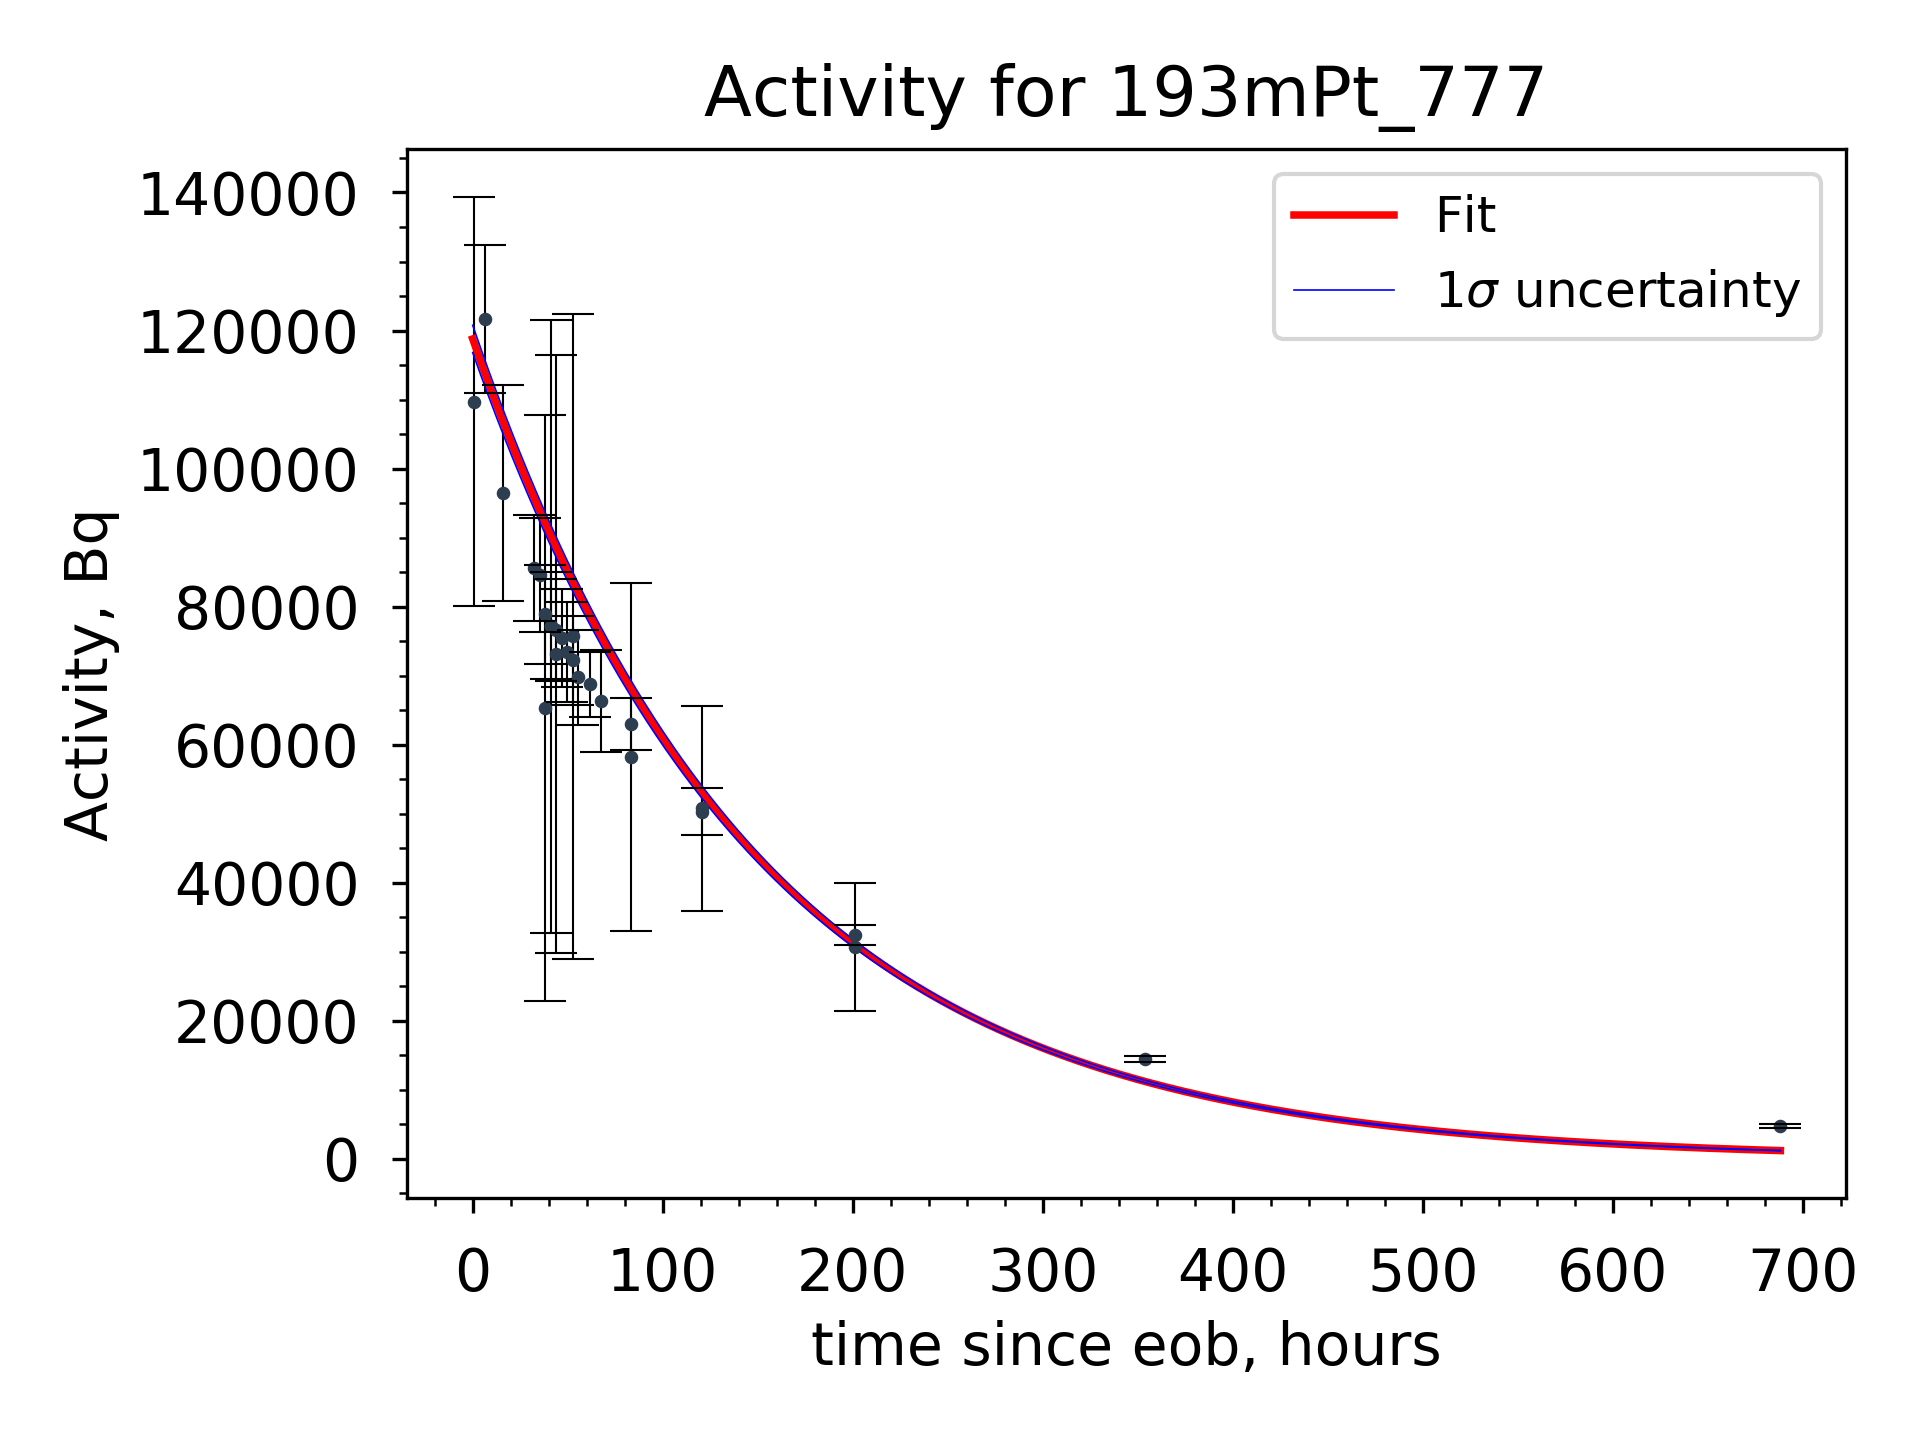 Activity for 193mPt_777
Fit
1σ uncertainty
Activity, Bq
140000
120000
100000
80000
60000
40000
20000
0
0 100 200 300 400 500 600 700
time since eob, hours